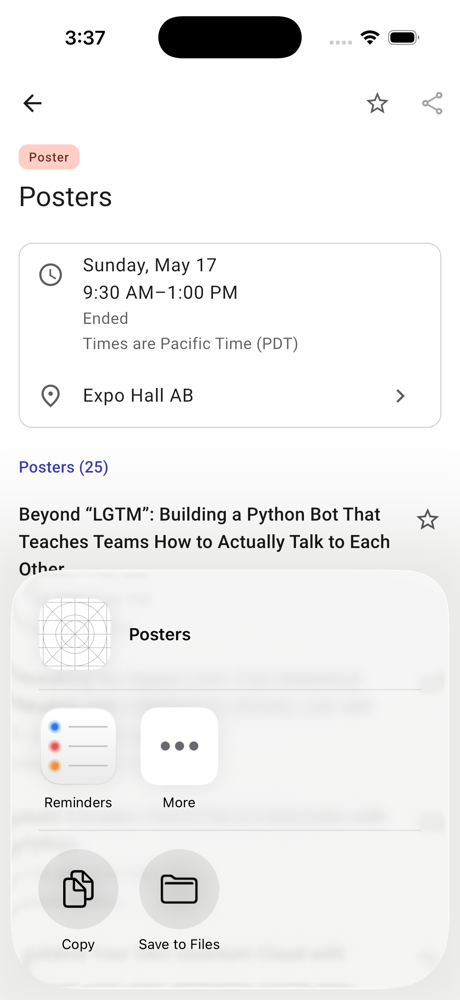 3:37
Poster
Posters
Sunday, May 17
9:30 AM–1:00 PM
Ended
Times are Pacific Time (PDT)
Expo Hall AB
Posters (25)
Beyond “LGTM”: Building a Python Bot That
Teaches Teams How to Actually Talk to Each
Other
Posters
Reminders
More
Copy
Save to Files